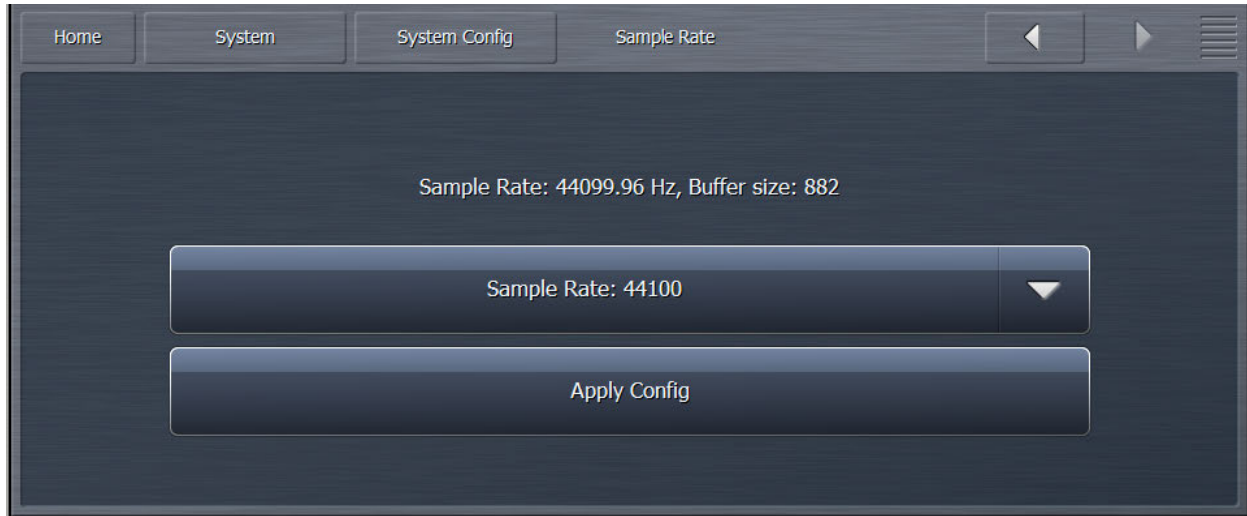 Home System System Config Sample Rate
Sample Rate: 44099.96 Hz, Buffer size: 882
Sample Rate: 44100
Apply Config